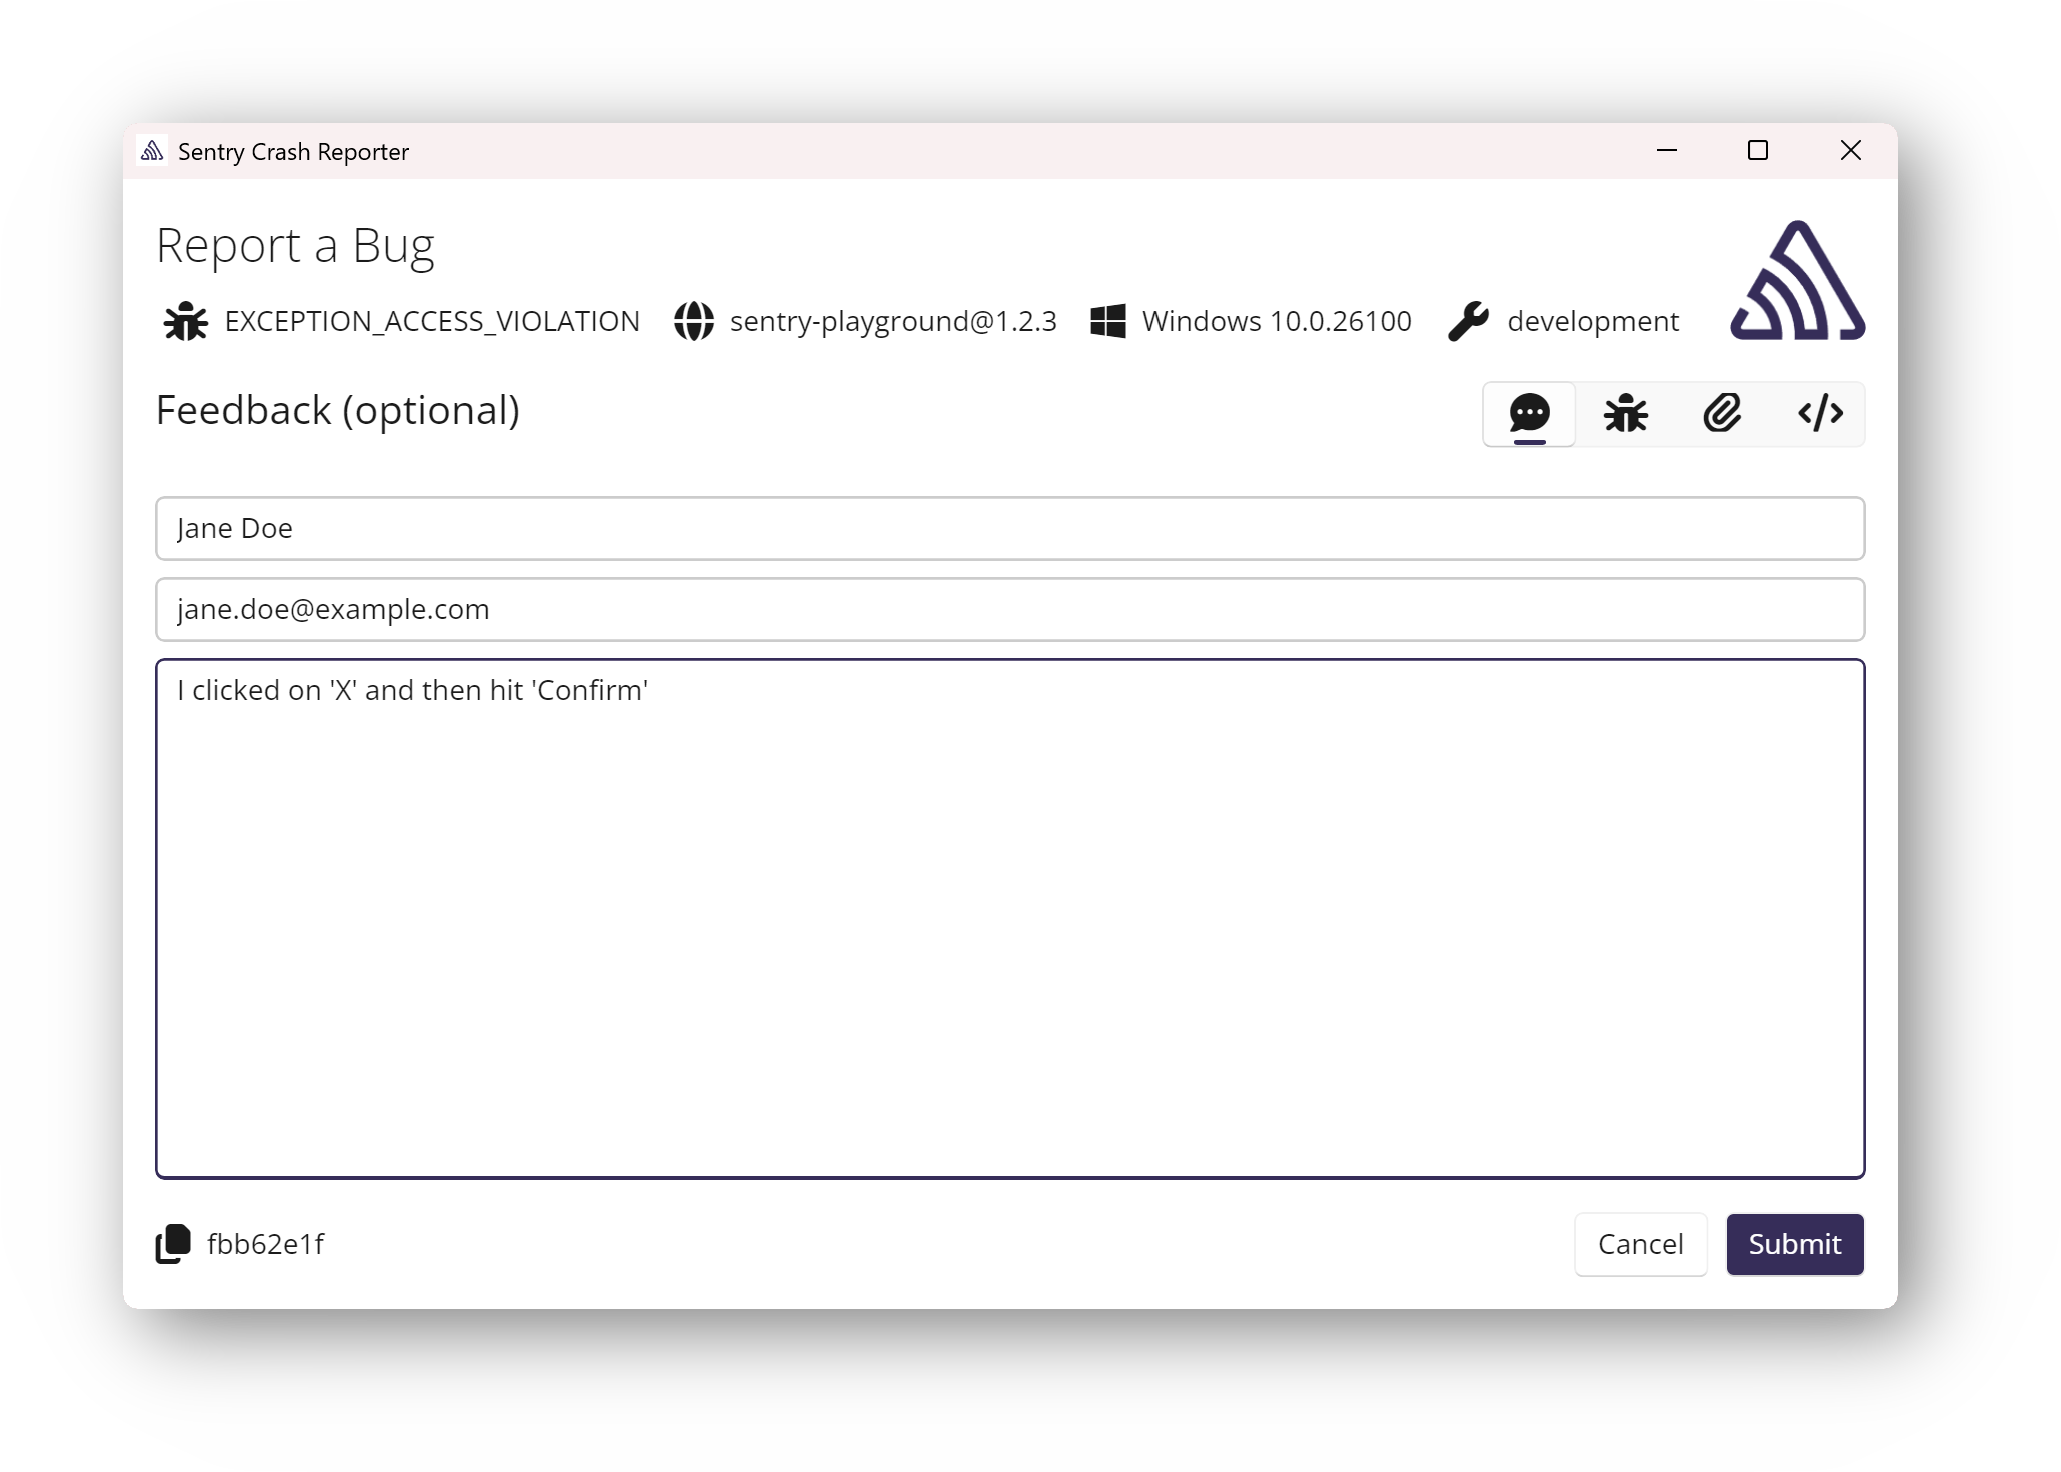 Sentry Crash Reporter
Report a Bug
EXCEPTION_ACCESS_VIOLATION sentry-playground@1.2.3 Windows 10.0.26100 development
Feedback (optional)
Jane Doe
jane.doe@example.com
I clicked on 'X' and then hit 'Confirm'
fbb62e1f Cancel Submit